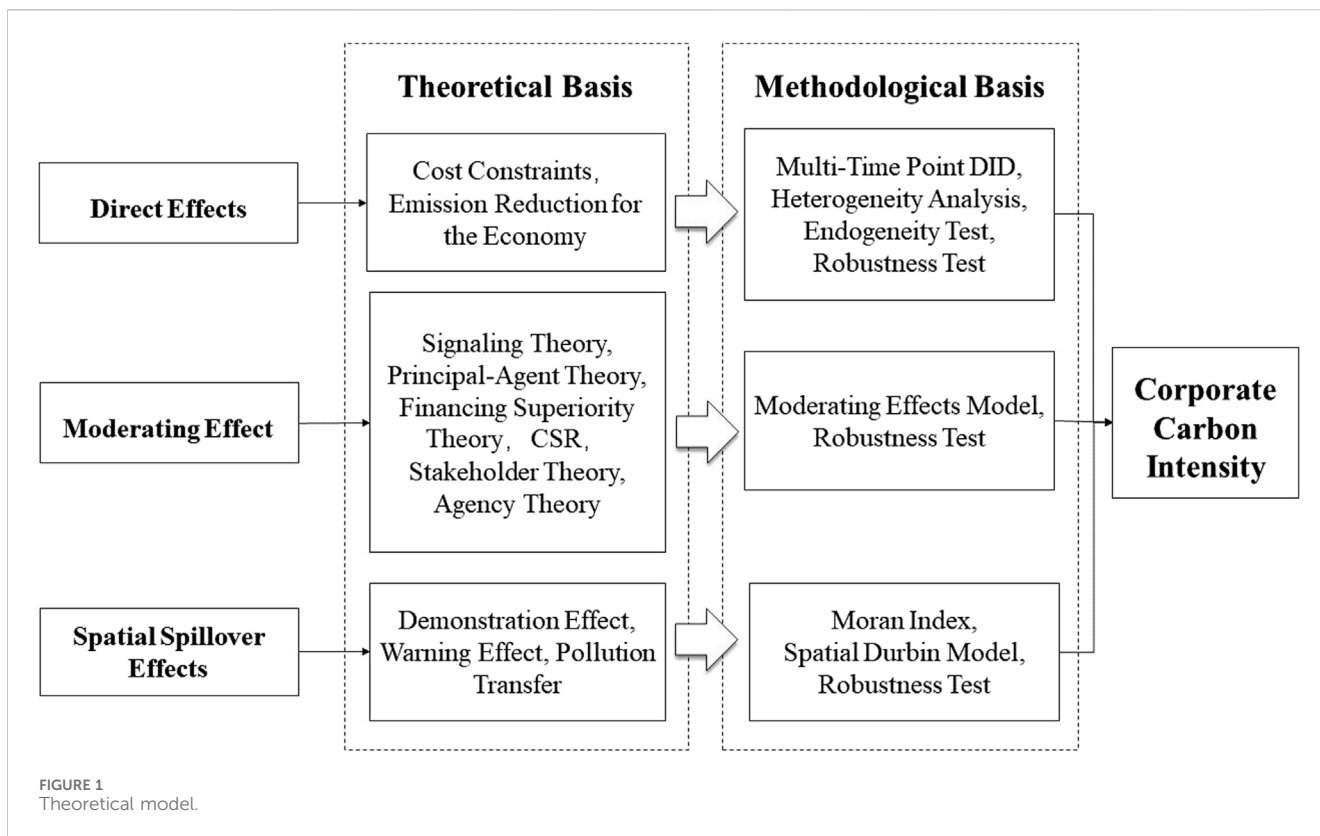 Theoretical Basis
Methodological Basis
Direct Effects
Cost Constraints,
Emission Reduction for
the Economy
Multi-Time Point DID,
Heterogeneity Analysis,
Endogeneity Test,
Robustness Test
Moderating Effect
Signaling Theory,
Principal-Agent Theory,
Financing Superiority
Theory, CSR,
Stakeholder Theory,
Agency Theory
Moderating Effects Model,
Robustness Test
Corporate
Carbon
Intensity
Spatial Spillover
Effects
Demonstration Effect,
Warning Effect, Pollution
Transfer
Moran Index,
Spatial Durbin Model,
Robustness Test
FIGURE 1
Theoretical model.